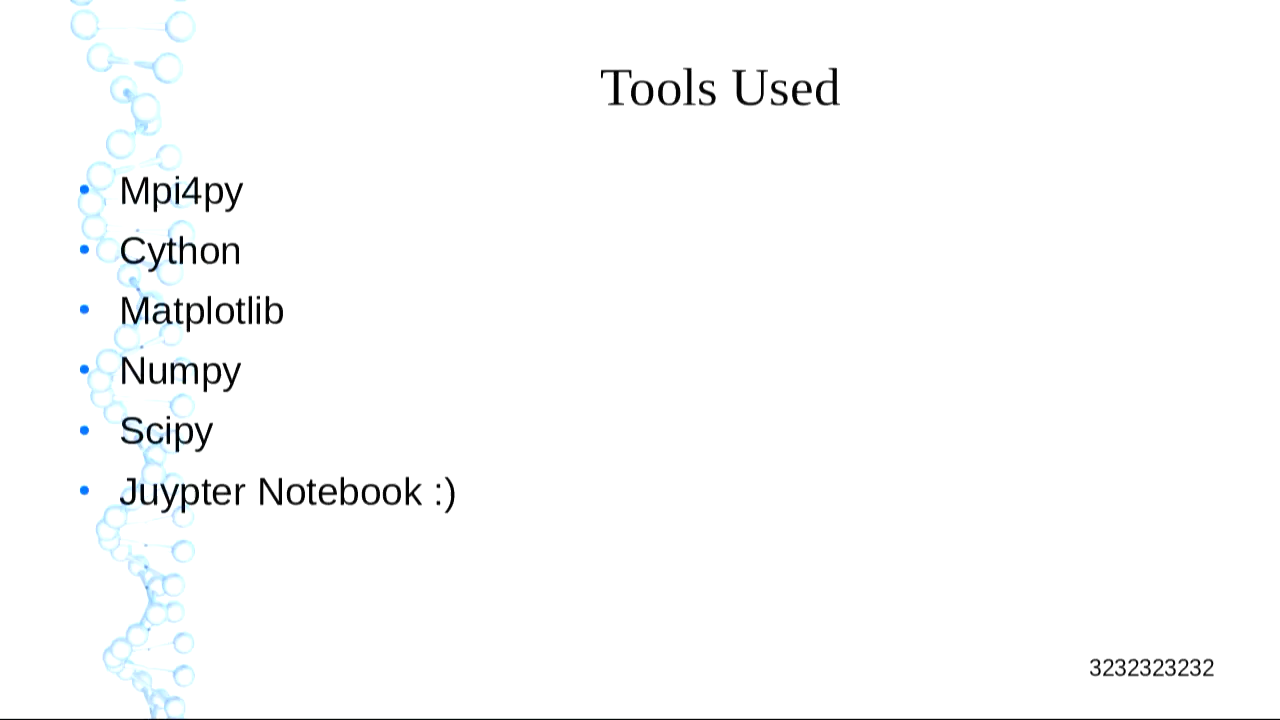 Tools Used
• Mpi4py
• Cython
• Matplotlib
• Numpy
• Scipy
• Juypter Notebook :)
3232323232